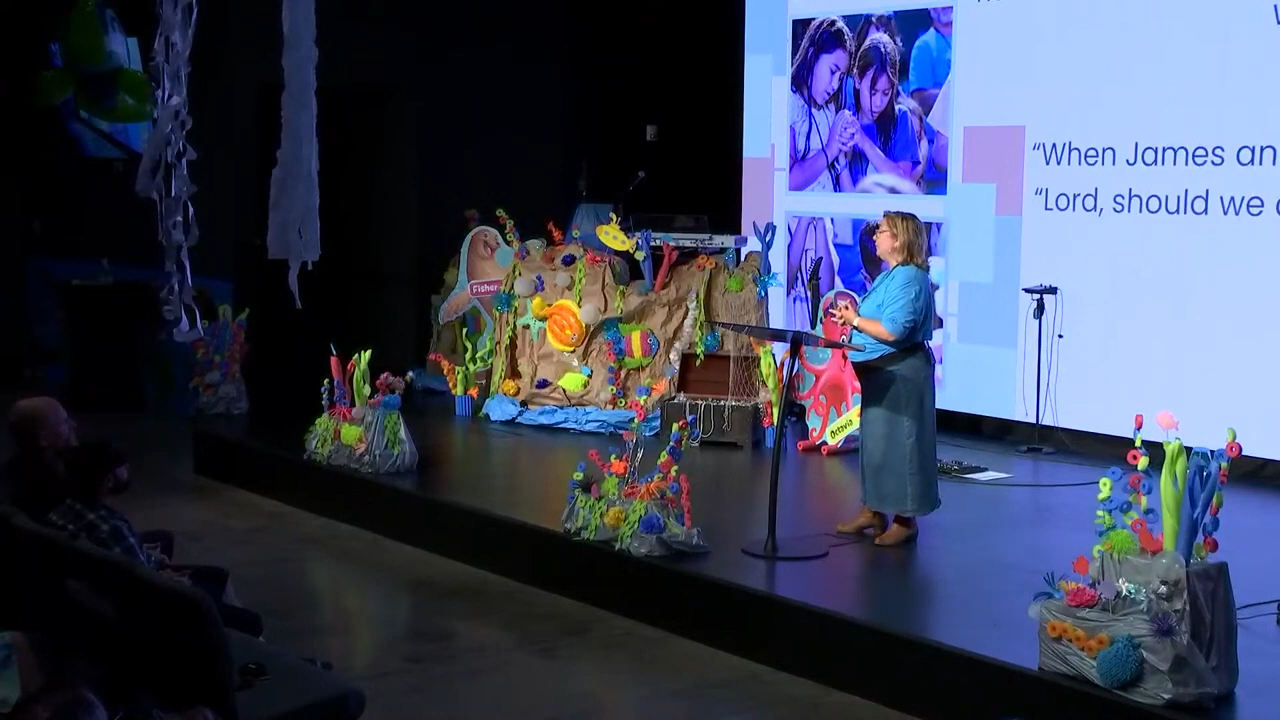 “When James an
“Lord, should we
Fisher
Octavia